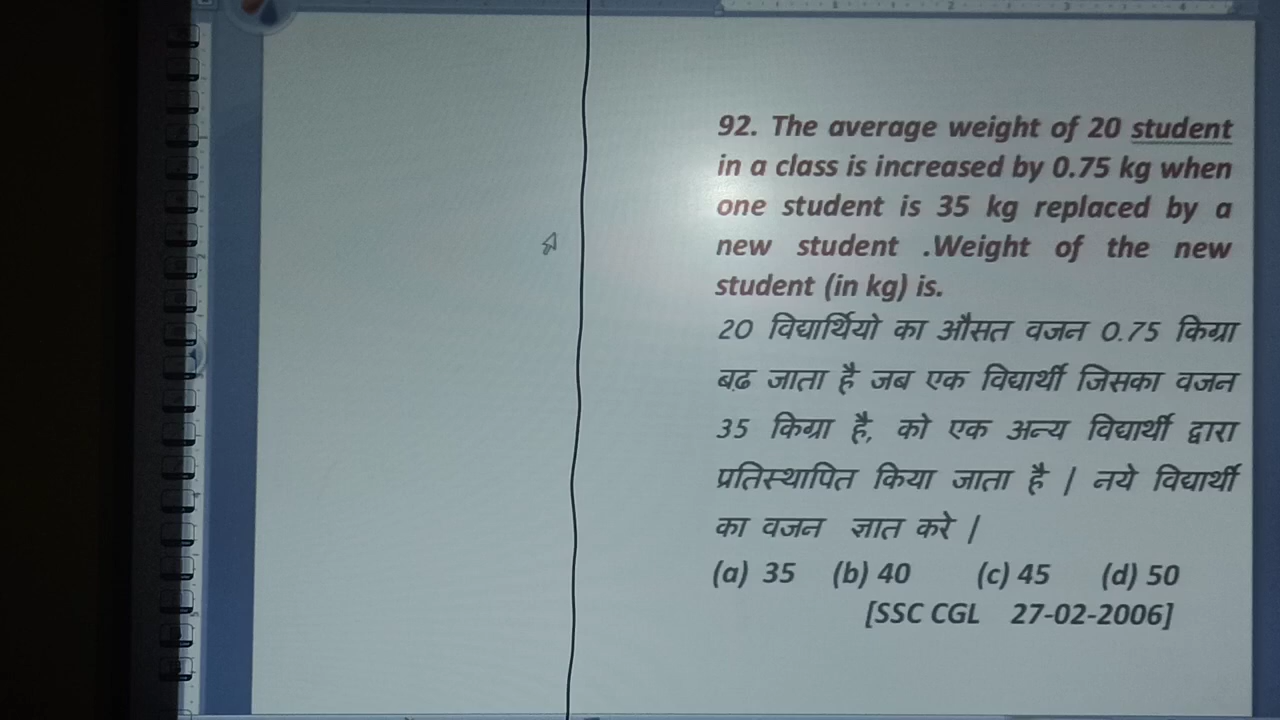 92. The average weight of 20 student
in a class is increased by 0.75 kg when
one student is 35 kg replaced by a
new student .Weight of the new
student (in kg) is.
20 विद्यार्थियो का औसत वजन 0.75 किग्रा
बढ जाता है जब एक विद्यार्थी जिसका वजन
35 किग्रा है, को एक अन्य विद्यार्थी द्वारा
प्रतिस्थापित किया जाता है | नये विद्यार्थी
का वजन ज्ञात करे |
(a) 35 (b) 40 (c) 45 (d) 50
[SSC CGL 27-02-2006]